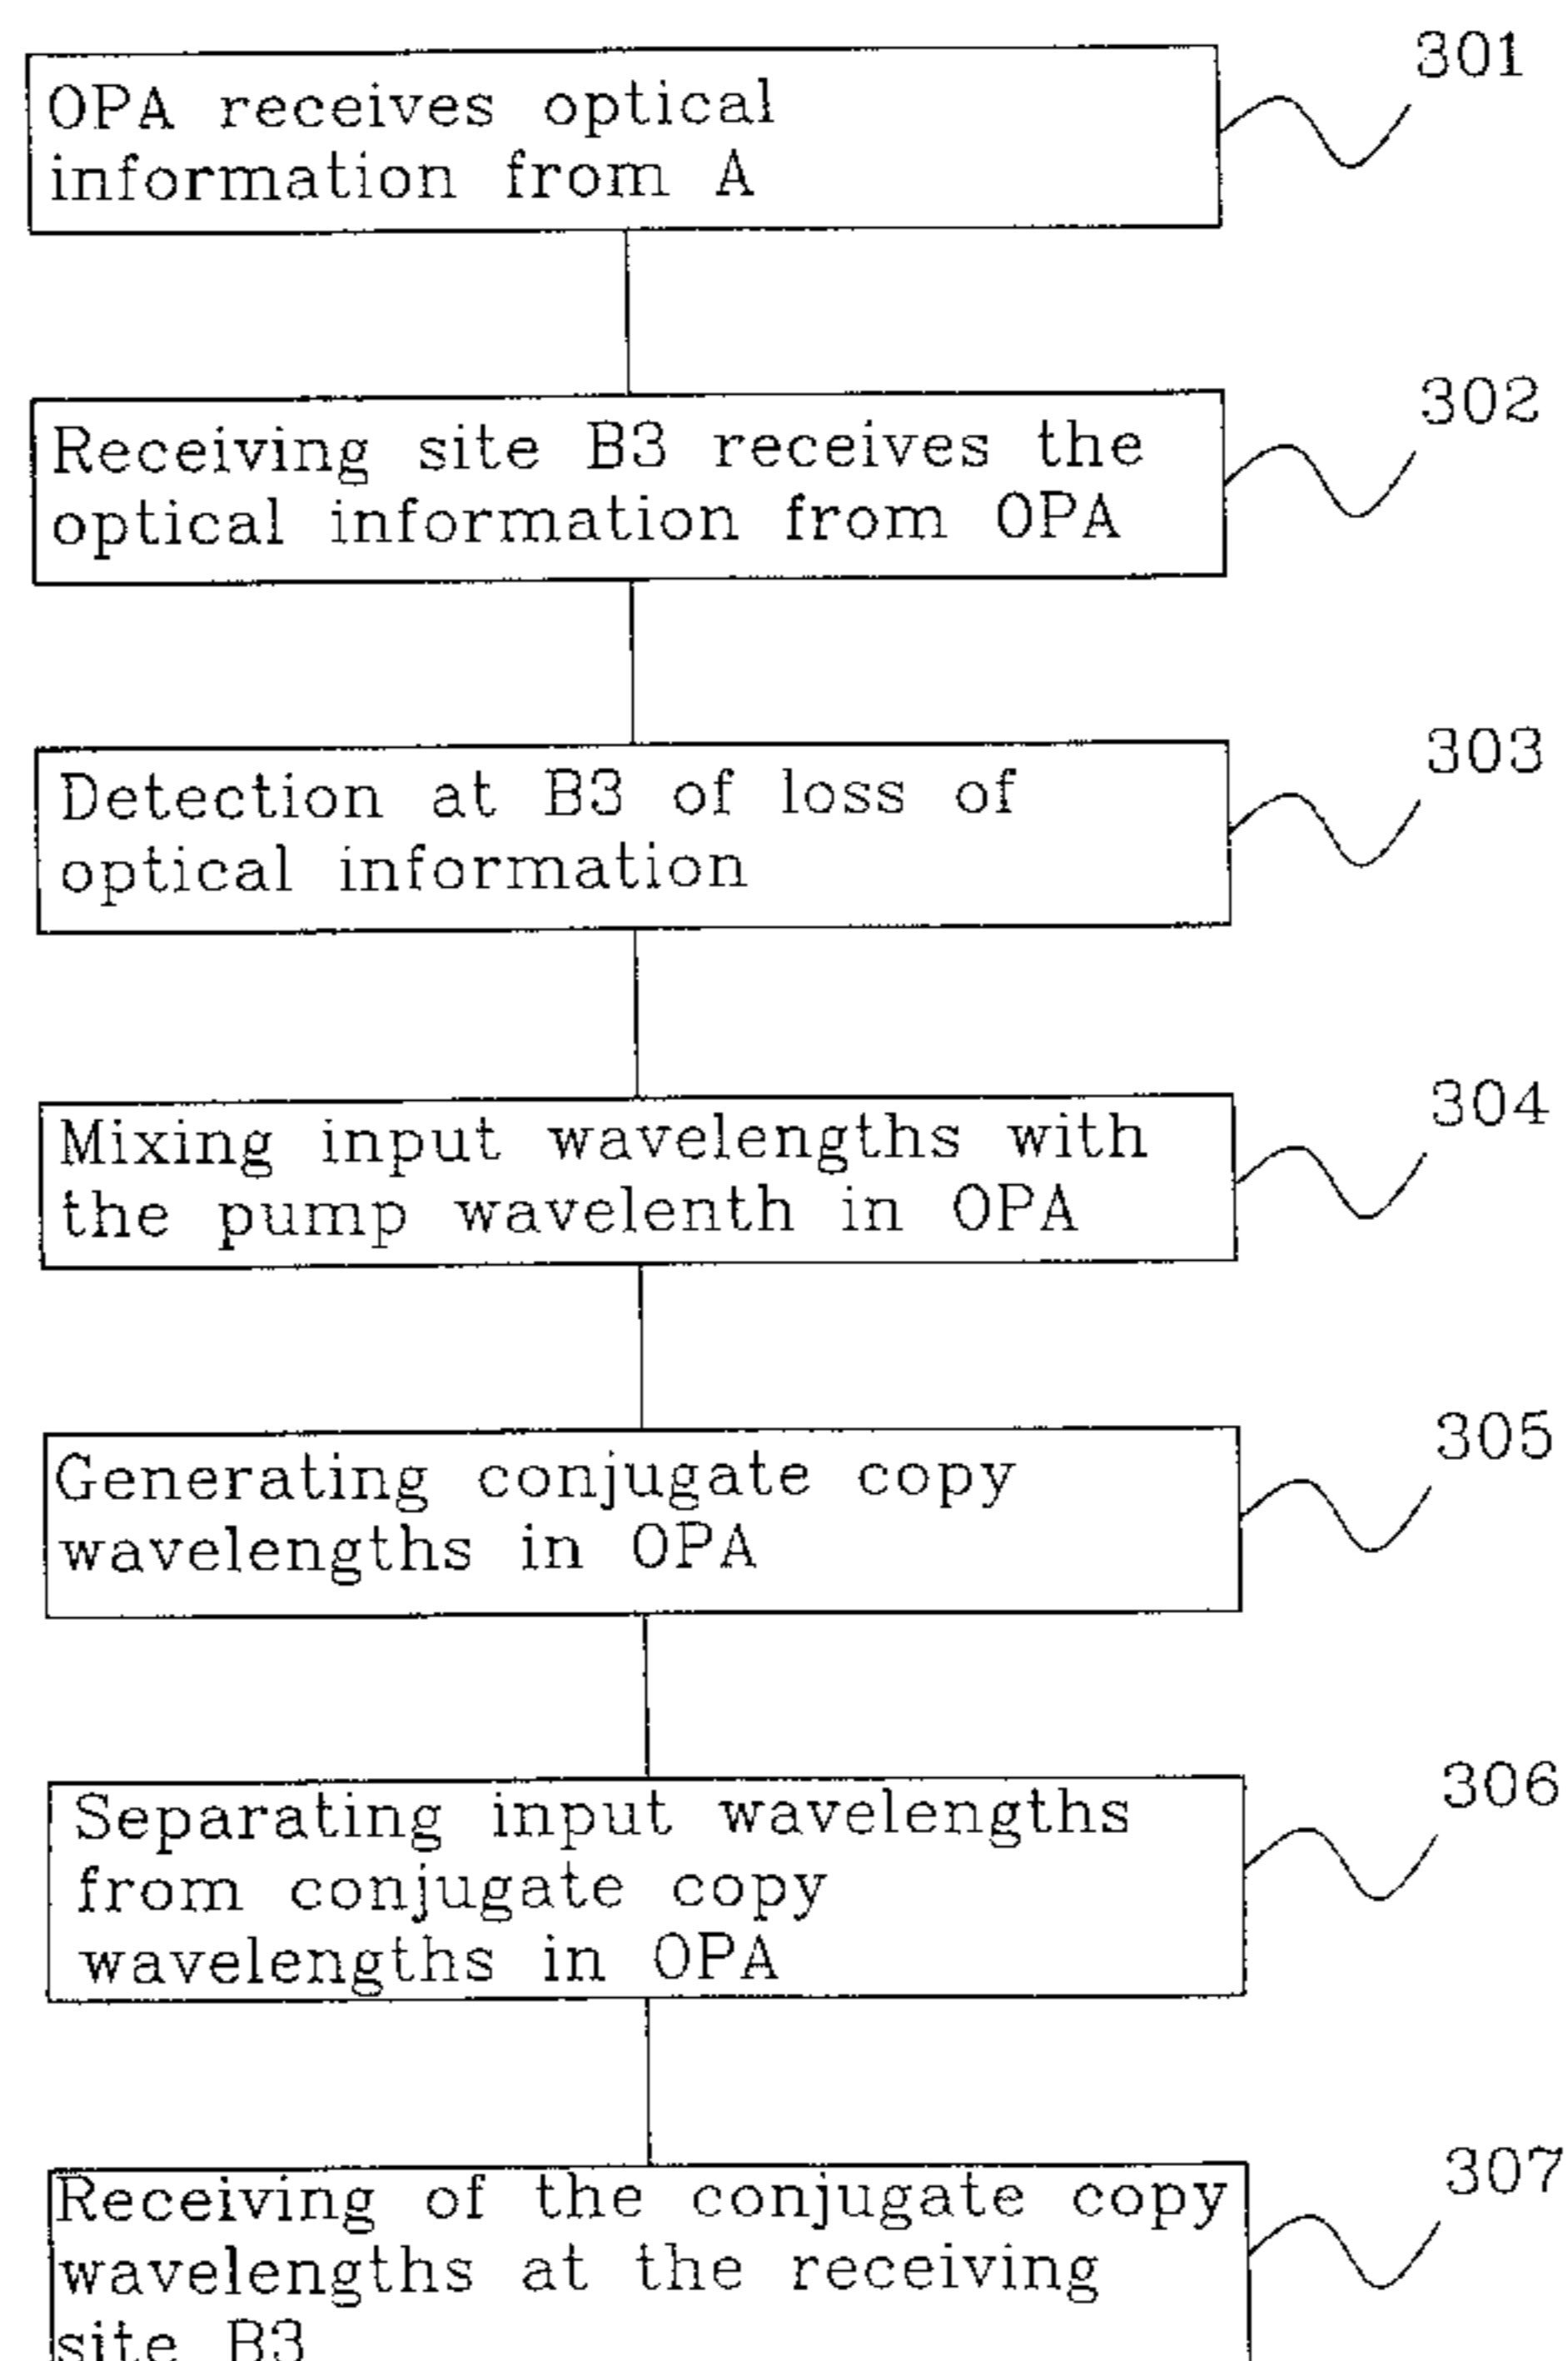 301
OPA receives optical
information from A
302
Receiving site B3 receives the
optical information from OPA
303
Detection at B3 of loss of
optical information
304
Mixing input wavelengths with
the pump wavelenth in OPA
305
Generating conjugate copy
wavelengths in OPA
306
Separating input wavelengths
from conjugate copy
wavelengths in OPA
307
Receiving of the conjugate copy
wavelengths at the receiving
site B3